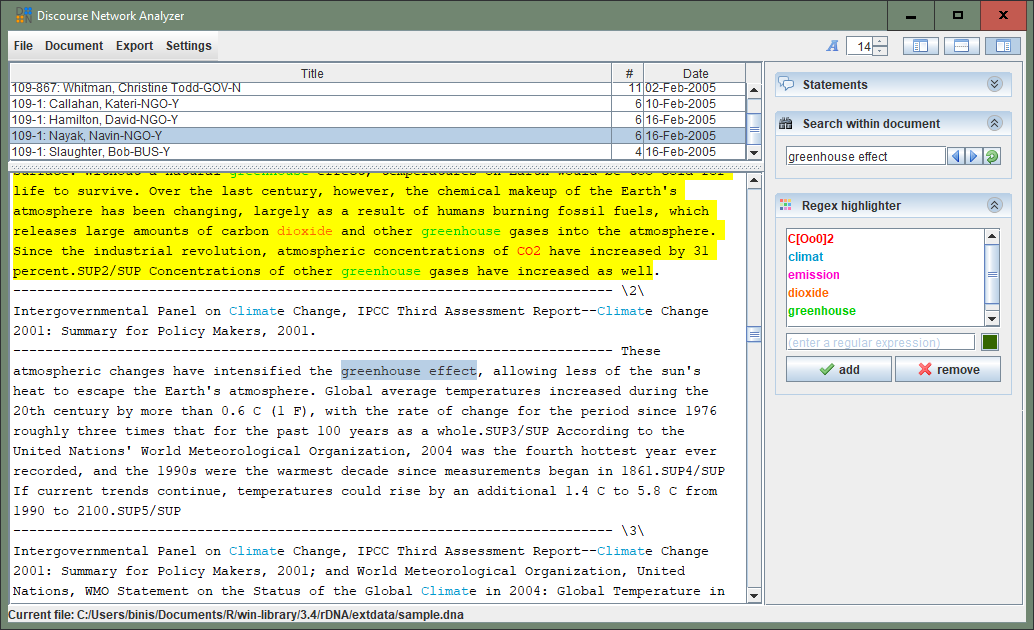 Discourse Network Analyzer
File Document Export Settings
14
Title # Date
109-867: Whitman, Christine Todd-GOV-N 11 02-Feb-2005
109-1: Callahan, Kateri-NGO-Y 6 10-Feb-2005
109-1: Hamilton, David-NGO-Y 6 16-Feb-2005
109-1: Nayak, Navin-NGO-Y 6 16-Feb-2005
109-1: Slaughter, Bob-BUS-Y 4 16-Feb-2005
surface. Without a natural greenhouse effect, temperatures on Earth would be too cold for
life to survive. Over the last century, however, the chemical makeup of the Earth's
atmosphere has been changing, largely as a result of humans burning fossil fuels, which
releases large amounts of carbon dioxide and other greenhouse gases into the atmosphere.
Since the industrial revolution, atmospheric concentrations of CO2 have increased by 31
percent.SUP2/SUP Concentrations of other greenhouse gases have increased as well.
-------------------------------------------------------------------------------- \2\
Intergovernmental Panel on Climate Change, IPCC Third Assessment Report--Climate Change
2001: Summary for Policy Makers, 2001.
-------------------------------------------------------------------------------- These
atmospheric changes have intensified the greenhouse effect, allowing less of the sun's
heat to escape the Earth's atmosphere. Global average temperatures increased during the
20th century by more than 0.6 C (1 F), with the rate of change for the period since 1976
roughly three times that for the past 100 years as a whole.SUP3/SUP According to the
United Nations' World Meteorological Organization, 2004 was the fourth hottest year ever
recorded, and the 1990s were the warmest decade since measurements began in 1861.SUP4/SUP
If current trends continue, temperatures could rise by an additional 1.4 C to 5.8 C from
1990 to 2100.SUP5/SUP
-------------------------------------------------------------------------------- \3\
Intergovernmental Panel on Climate Change, IPCC Third Assessment Report--Climate Change
2001: Summary for Policy Makers, 2001; and World Meteorological Organization, United
Nations, WMO Statement on the Status of the Global Climate in 2004: Global Temperature in
Statements
Search within document
greenhouse effect
Regex highlighter
C[Oo0]2
climat
emission
dioxide
greenhouse
(enter a regular expression)
add remove
Current file: C:/Users/binis/Documents/R/win-library/3.4/rDNA/extdata/sample.dna